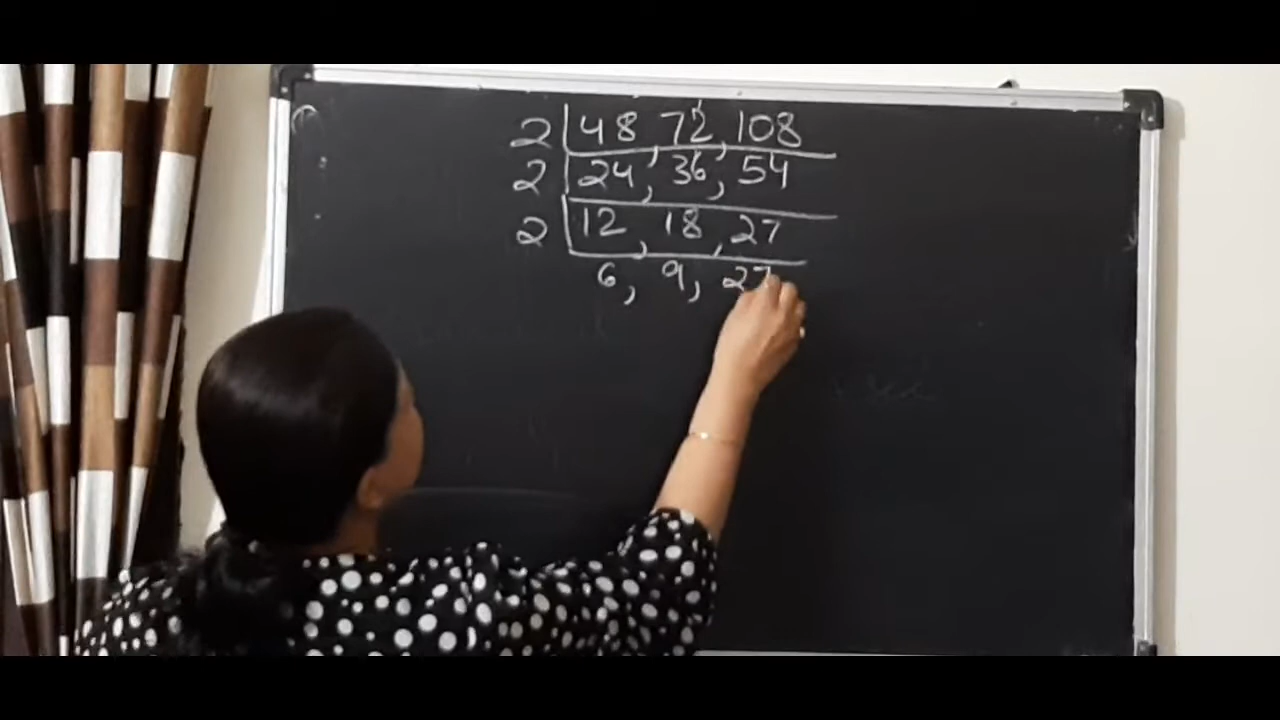 2 | 48, 72, 108
2 | 24, 36, 54
2 | 12, 18, 27
6, 9, 27